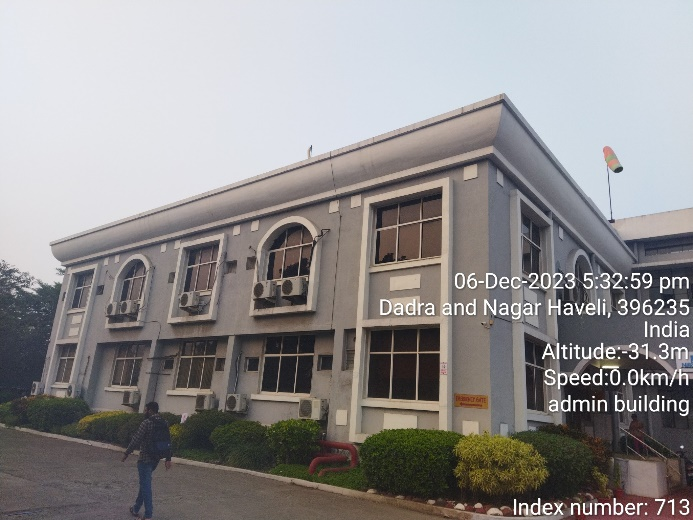 06-Dec-2023 5:32:59 pm
Dadra and Nagar Haveli, 396235
India
Altitude:-31.3m
Speed:0.0km/h
admin building
Index number: 713